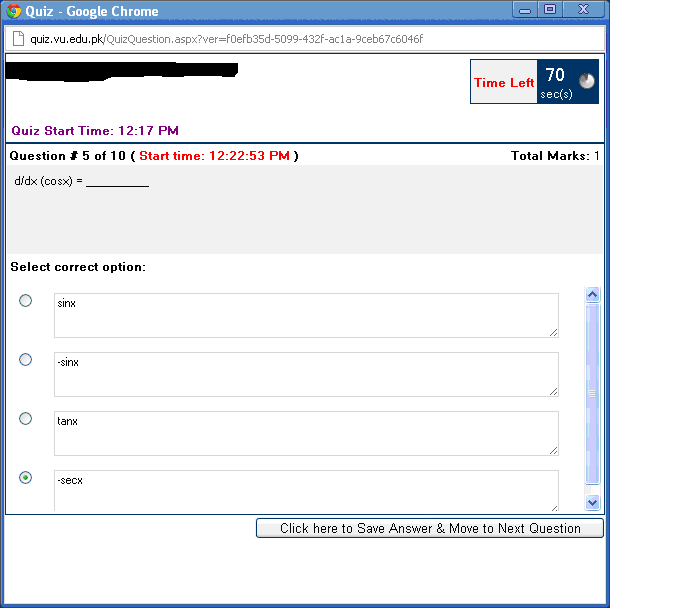 Quiz - Google Chrome
quiz.vu.edu.pk/QuizQuestion.aspx?ver=f0efb35d-5099-432f-ac1a-9ceb67c6046f
Time Left 70
sec(s)
Quiz Start Time: 12:17 PM
Question # 5 of 10 ( Start time: 12:22:53 PM ) Total Marks: 1
d/dx (cosx) = __________
Select correct option:
sinx
-sinx
tanx
-secx
Click here to Save Answer & Move to Next Question